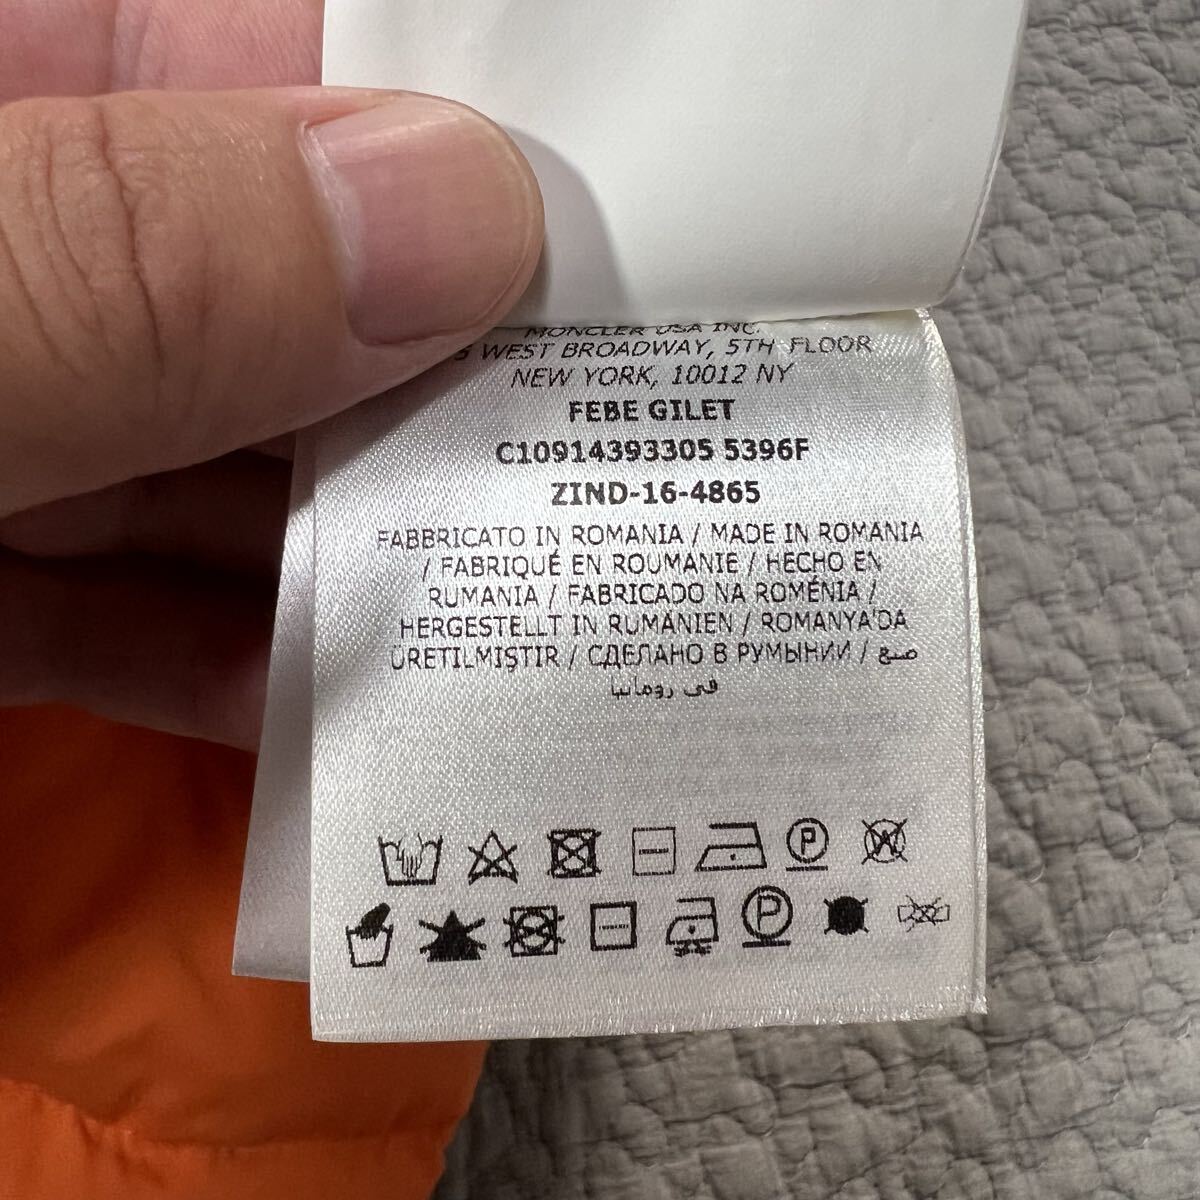 MONCLER USA INC.
WEST BROADWAY, 5TH FLOOR
NEW YORK, 10012 NY
FEBE GILET
C10914393305 5396F
ZIND-16-4865
FABBRICATO IN ROMANIA / MADE IN ROMANIA
/ FABRIQUÉ EN ROUMANIE / HECHO EN
RUMANIA / FABRICADO NA ROMÉNIA /
HERGESTELLT IN RUMÄNIEN / ROMANYA'DA
ÜRETILMIŞTIR / СДЕЛАНО В РУМЫНИИ / صنع
في رومانيا
P W
P